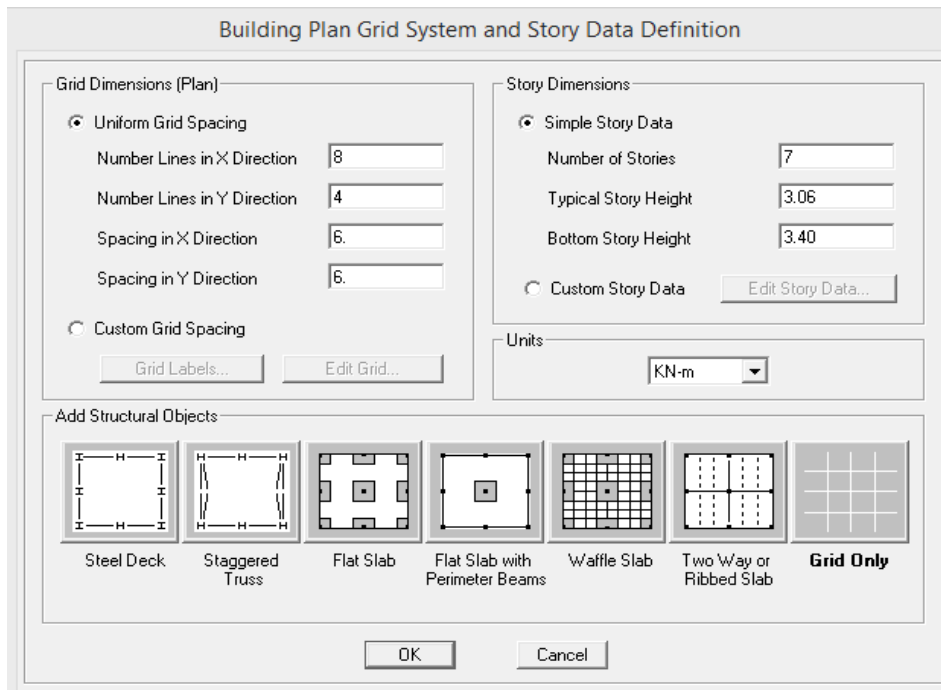 Building Plan Grid System and Story Data Definition
Grid Dimensions (Plan)
Uniform Grid Spacing
Number Lines in X Direction 8
Number Lines in Y Direction 4
Spacing in X Direction 6.
Spacing in Y Direction 6.
Custom Grid Spacing
Grid Labels... Edit Grid...
Story Dimensions
Simple Story Data
Number of Stories 7
Typical Story Height 3.06
Bottom Story Height 3.40
Custom Story Data Edit Story Data...
Units
KN-m
Add Structural Objects
Steel Deck
Staggered
Truss
Flat Slab
Flat Slab with
Perimeter Beams
Waffle Slab
Two Way or
Ribbed Slab
Grid Only
OK Cancel